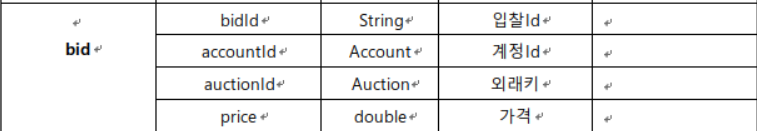 bidId String 입찰Id
bid
accountId Account 계정Id
auctionId Auction 외래키
price double 가격